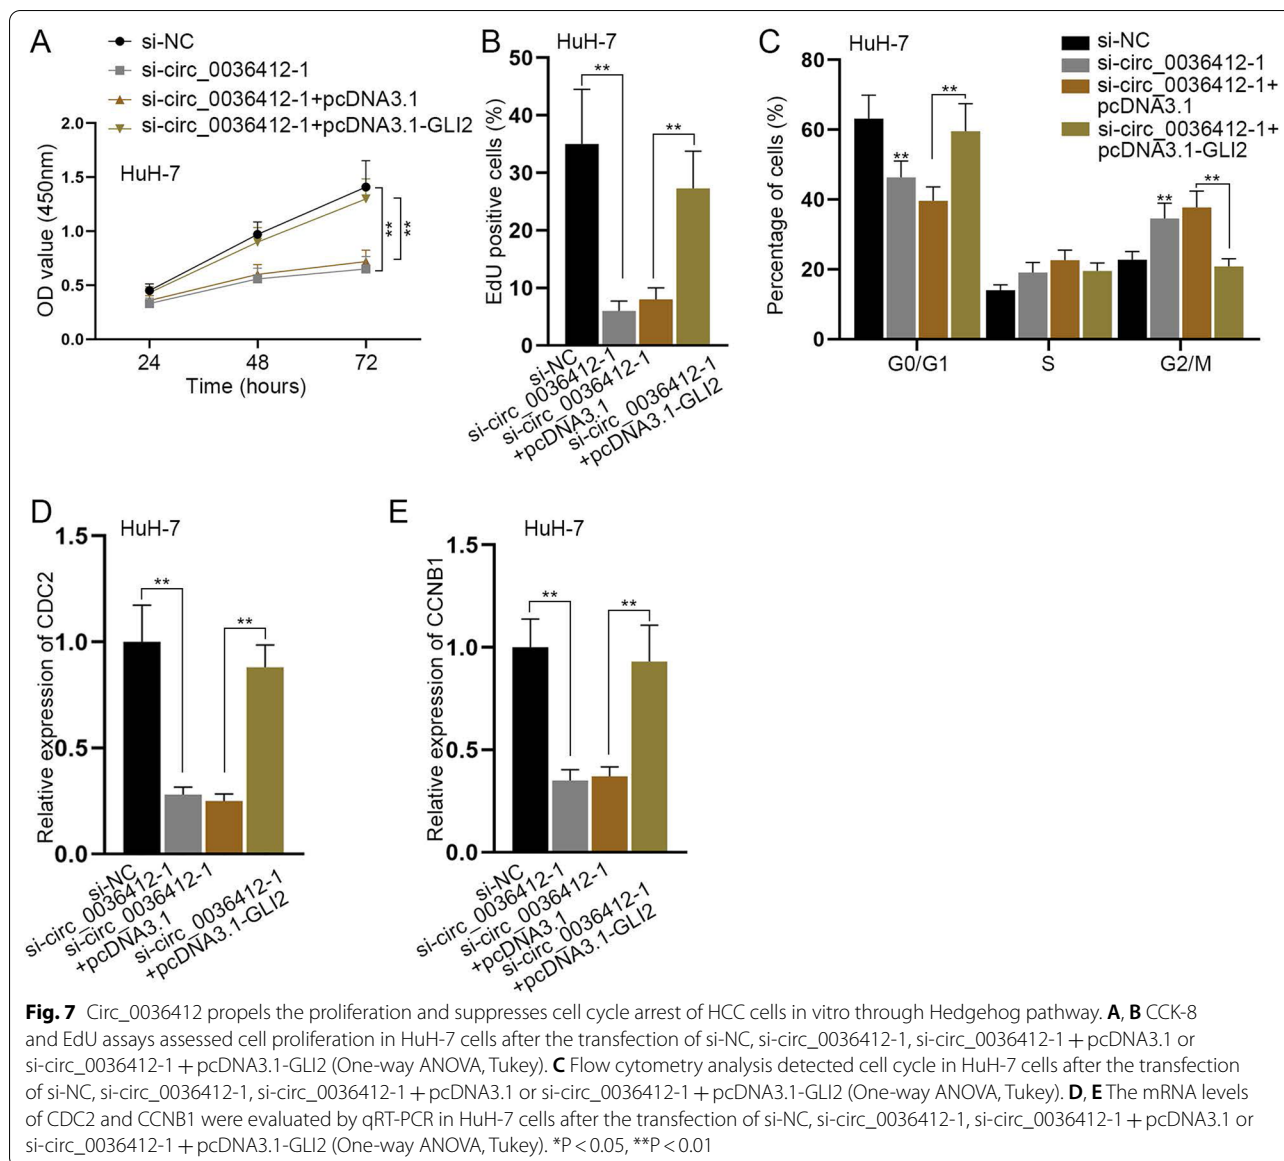 A
si-NC
si-circ_0036412-1
si-circ_0036412-1+pcDNA3.1
si-circ_0036412-1+pcDNA3.1-GLI2
HuH-7
OD value (450nm)
2.0
1.5
1.0
0.5
0.0
**
**
24
48
72
Time (hours)
B
HuH-7
EdU positive cells (%)
50
40
30
20
10
0
**
**
si-NC
si-circ_0036412-1
si-circ_0036412-1
+pcDNA3.1
si-circ_0036412-1
+pcDNA3.1-GLI2
C
HuH-7
si-NC
si-circ_0036412-1
si-circ_0036412-1+
pcDNA3.1
si-circ_0036412-1+
pcDNA3.1-GLI2
Percentage of cells (%)
80
60
40
20
0
**
**
**
**
G0/G1
S
G2/M
D
HuH-7
Relative expression of CDC2
1.5
1.0
0.5
0.0
**
**
si-NC
si-circ_0036412-1
si-circ_0036412-1
+pcDNA3.1
si-circ_0036412-1
+pcDNA3.1-GLI2
E
HuH-7
Relative expression of CCNB1
1.5
1.0
0.5
0.0
**
**
si-NC
si-circ_0036412-1
si-circ_0036412-1
+pcDNA3.1
si-circ_0036412-1
+pcDNA3.1-GLI2
Fig. 7 Circ_0036412 propels the proliferation and suppresses cell cycle arrest of HCC cells in vitro through Hedgehog pathway. A, B CCK-8
and EdU assays assessed cell proliferation in HuH-7 cells after the transfection of si-NC, si-circ_0036412-1, si-circ_0036412-1 + pcDNA3.1 or
si-circ_0036412-1 + pcDNA3.1-GLI2 (One-way ANOVA, Tukey). C Flow cytometry analysis detected cell cycle in HuH-7 cells after the transfection
of si-NC, si-circ_0036412-1, si-circ_0036412-1 + pcDNA3.1 or si-circ_0036412-1 + pcDNA3.1-GLI2 (One-way ANOVA, Tukey). D, E The mRNA levels
of CDC2 and CCNB1 were evaluated by qRT-PCR in HuH-7 cells after the transfection of si-NC, si-circ_0036412-1, si-circ_0036412-1 + pcDNA3.1 or
si-circ_0036412-1 + pcDNA3.1-GLI2 (One-way ANOVA, Tukey). *P < 0.05, **P < 0.01